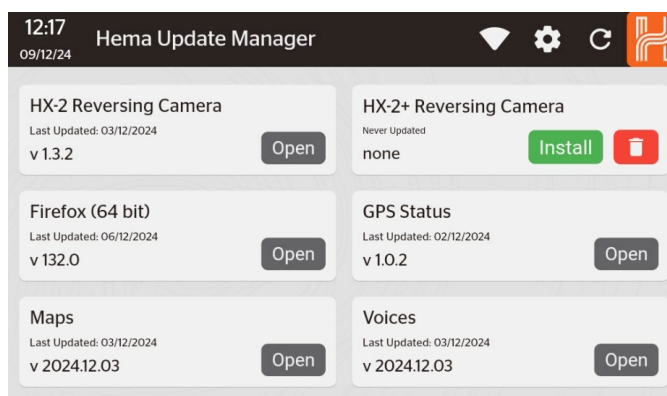 12:17
09/12/24
Hema Update Manager
HX-2 Reversing Camera
Last Updated: 03/12/2024
v 1.3.2
Open
HX-2+ Reversing Camera
Never Updated
none
Install
Firefox (64 bit)
Last Updated: 06/12/2024
v 132.0
Open
GPS Status
Last Updated: 02/12/2024
v 1.0.2
Open
Maps
Last Updated: 03/12/2024
v 2024.12.03
Open
Voices
Last Updated: 03/12/2024
v 2024.12.03
Open